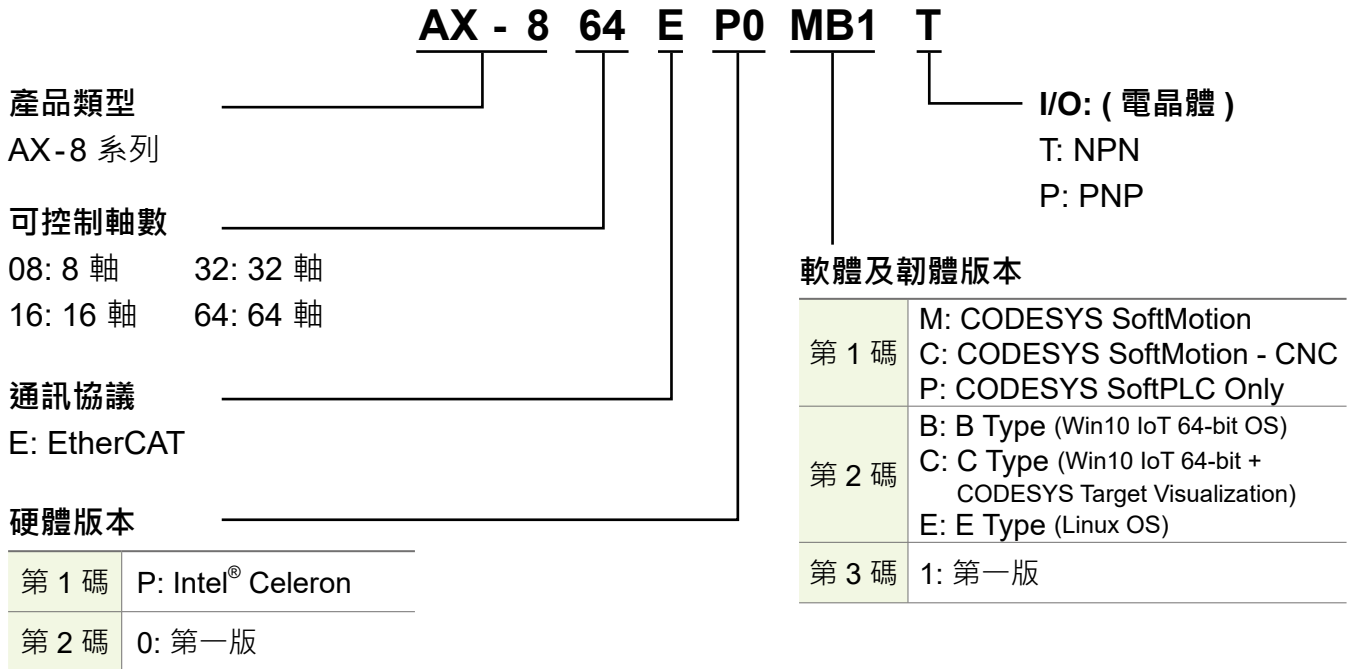 AX - 8 64 E P0 MB1 T
產品類型
AX-8 系列
可控制軸數
08: 8 軸 32: 32 軸
16: 16 軸 64: 64 軸
通訊協議
E: EtherCAT
硬體版本
第 1 碼 P: Intel® Celeron
第 2 碼 0: 第一版
I/O: ( 電晶體 )
T: NPN
P: PNP
軟體及韌體版本
第 1 碼
M: CODESYS SoftMotion
C: CODESYS SoftMotion - CNC
P: CODESYS SoftPLC Only
第 2 碼
B: B Type (Win10 IoT 64-bit OS)
C: C Type (Win10 IoT 64-bit +
CODESYS Target Visualization)
E: E Type (Linux OS)
第 3 碼 1: 第一版